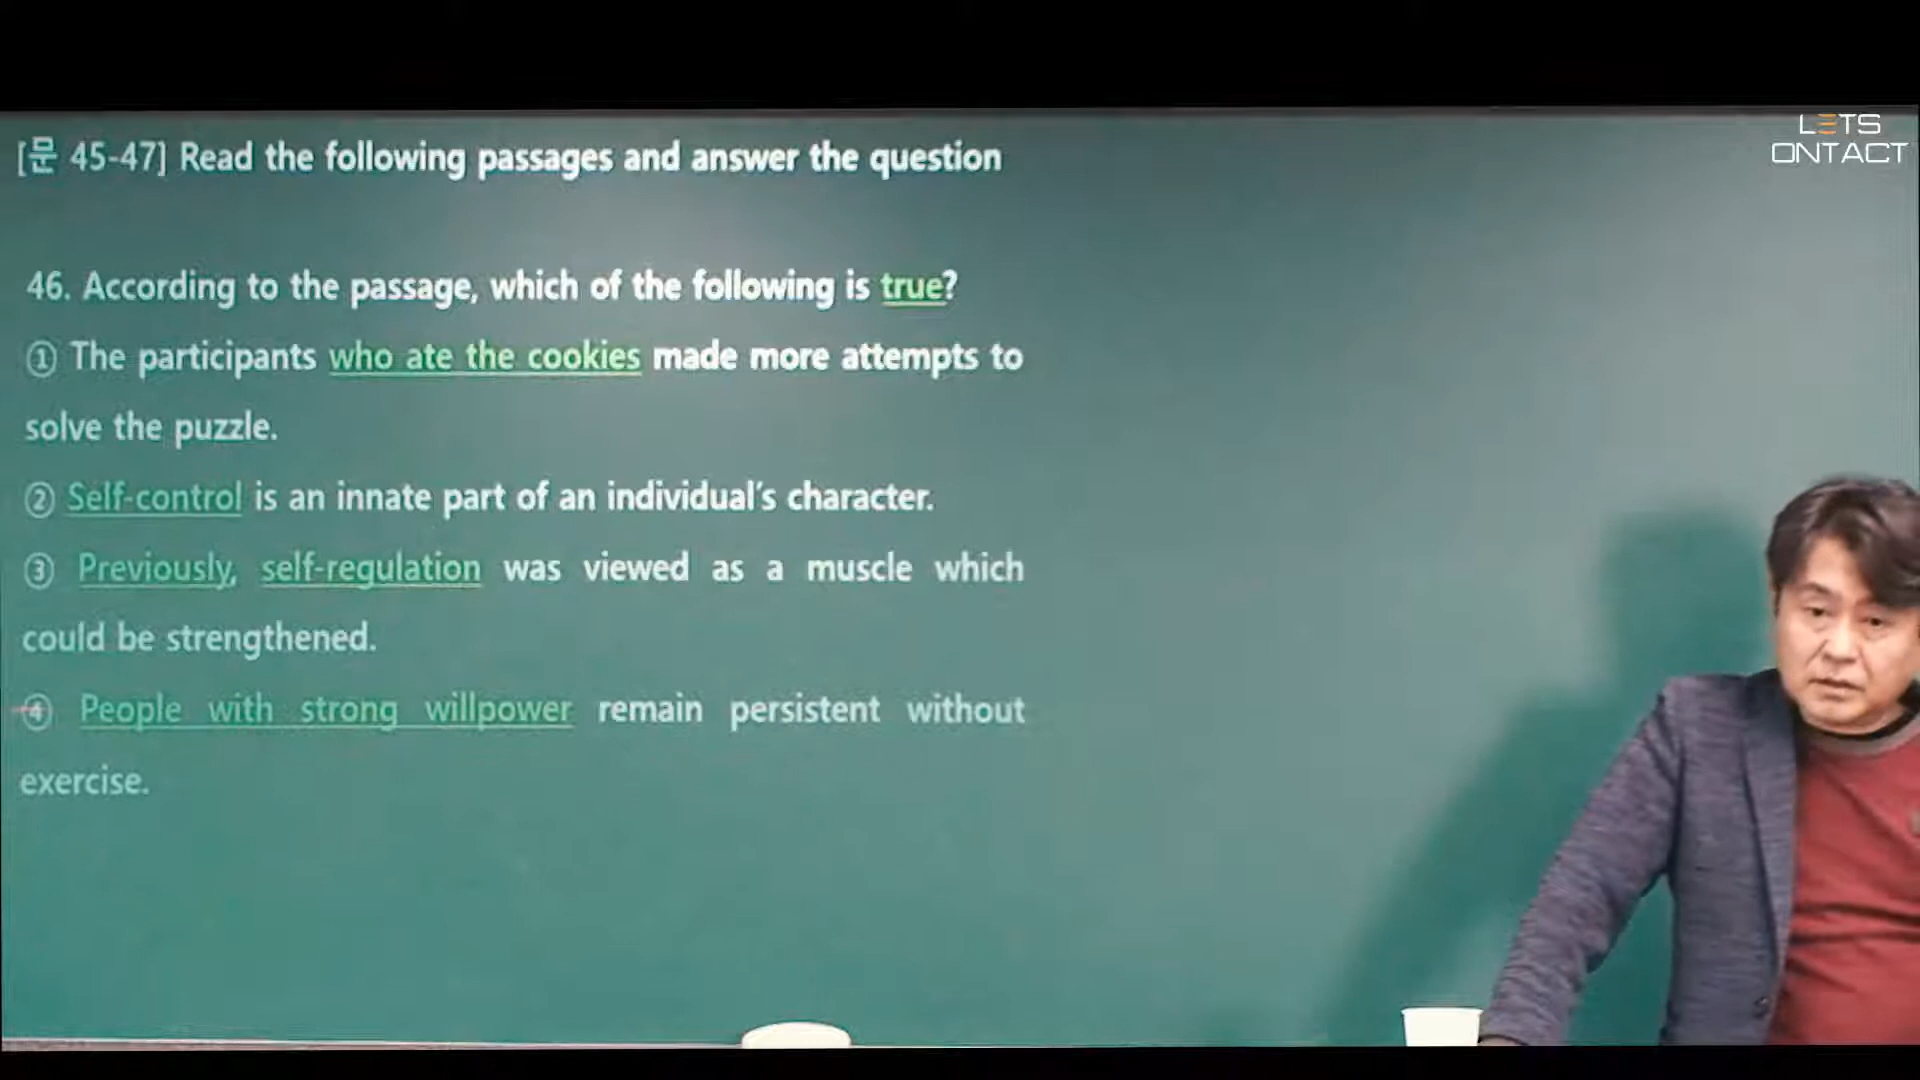 LETS
ONTACT
[문 45-47] Read the following passages and answer the question
46. According to the passage, which of the following is true?
① The participants who ate the cookies made more attempts to
solve the puzzle.
② Self-control is an innate part of an individual's character.
③ Previously, self-regulation was viewed as a muscle which
could be strengthened.
④ People with strong willpower remain persistent without
exercise.